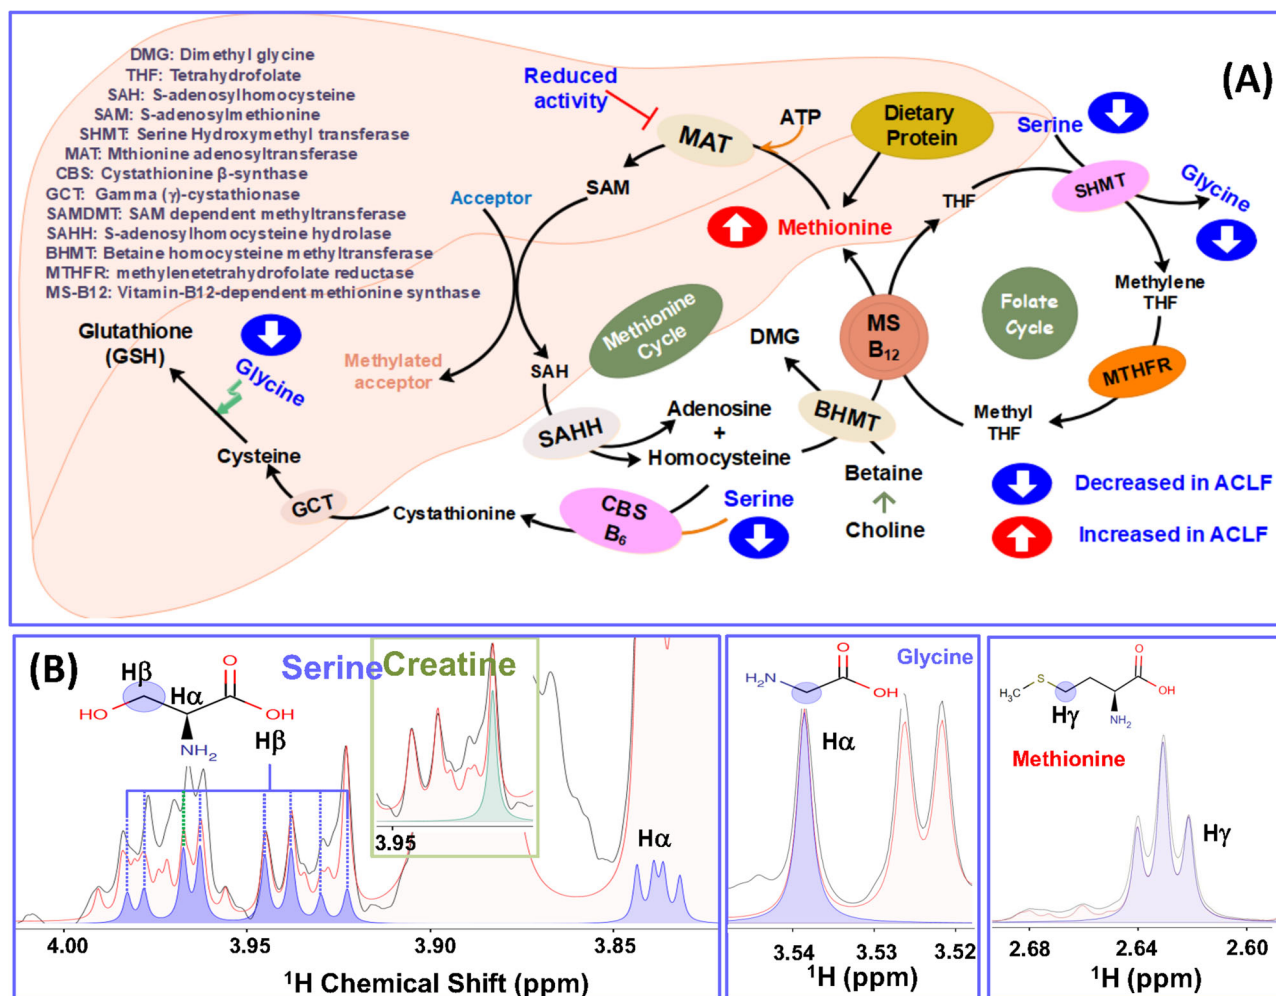 (A)
DMG: Dimethyl glycine
THF: Tetrahydrofolate
SAH: S-adenosylhomocysteine
SAM: S-adenosylmethionine
SHMT: Serine Hydroxymethyl transferase
MAT: Mthionine adenosyltransferase
CBS: Cystathionine β-synthase
GCT: Gamma (γ)-cystathionase
SAMDMT: SAM dependent methyltransferase
SAHH: S-adenosylhomocysteine hydrolase
BHMT: Betaine homocysteine methyltransferase
MTHFR: methylenetetrahydrofolate reductase
MS-B12: Vitamin-B12-dependent methionine synthase
Reduced
activity
MAT
ATP
Dietary
Protein
Serine
SHMT
Glycine
THF
SAM
Acceptor
Methionine
Methylene
THF
Folate
Cycle
Methionine
Cycle
MS
B12
DMG
MTHFR
Glutathione
(GSH)
Glycine
Methylated
acceptor
SAH
BHMT
Methyl
THF
SAHH
Adenosine
+
Homocysteine
Cysteine
Betaine
Choline
GCT
Cystathionine
CBS
B6
Serine
Decreased in ACLF
Increased in ACLF
(B)
Serine
Creatine
Hβ
Hα
O
HO
OH
NH2
Hβ
3.95
Hα
4.00 3.95 3.90 3.85
1H Chemical Shift (ppm)
Glycine
H2N
O
OH
Hα
3.54 3.53 3.52
1H (ppm)
O
S
H3C
OH
NH2
Hγ
Methionine
Hγ
2.68 2.64 2.60
1H (ppm)